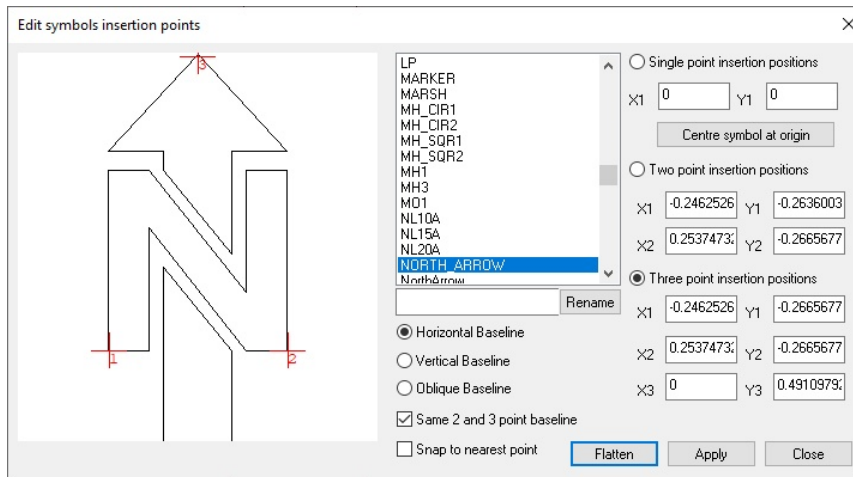 Edit symbols insertion points
3
1
2
LP
MARKER
MARSH
MH_CIR1
MH_CIR2
MH_SQR1
MH_SQR2
MH1
MH3
MO1
NL10A
NL15A
NL20A
NORTH_ARROW
NorthArrow
Rename
Horizontal Baseline
Vertical Baseline
Oblique Baseline
Same 2 and 3 point baseline
Snap to nearest point
Single point insertion positions
X1 0 Y1 0
Centre symbol at origin
Two point insertion positions
X1 -0.2462526 Y1 -0.2636003
X2 0.2537473 Y2 -0.2665677
Three point insertion positions
X1 -0.2462526 Y1 -0.2665677
X2 0.2537473 Y2 -0.2665677
X3 0 Y3 0.4910979
Flatten Apply Close